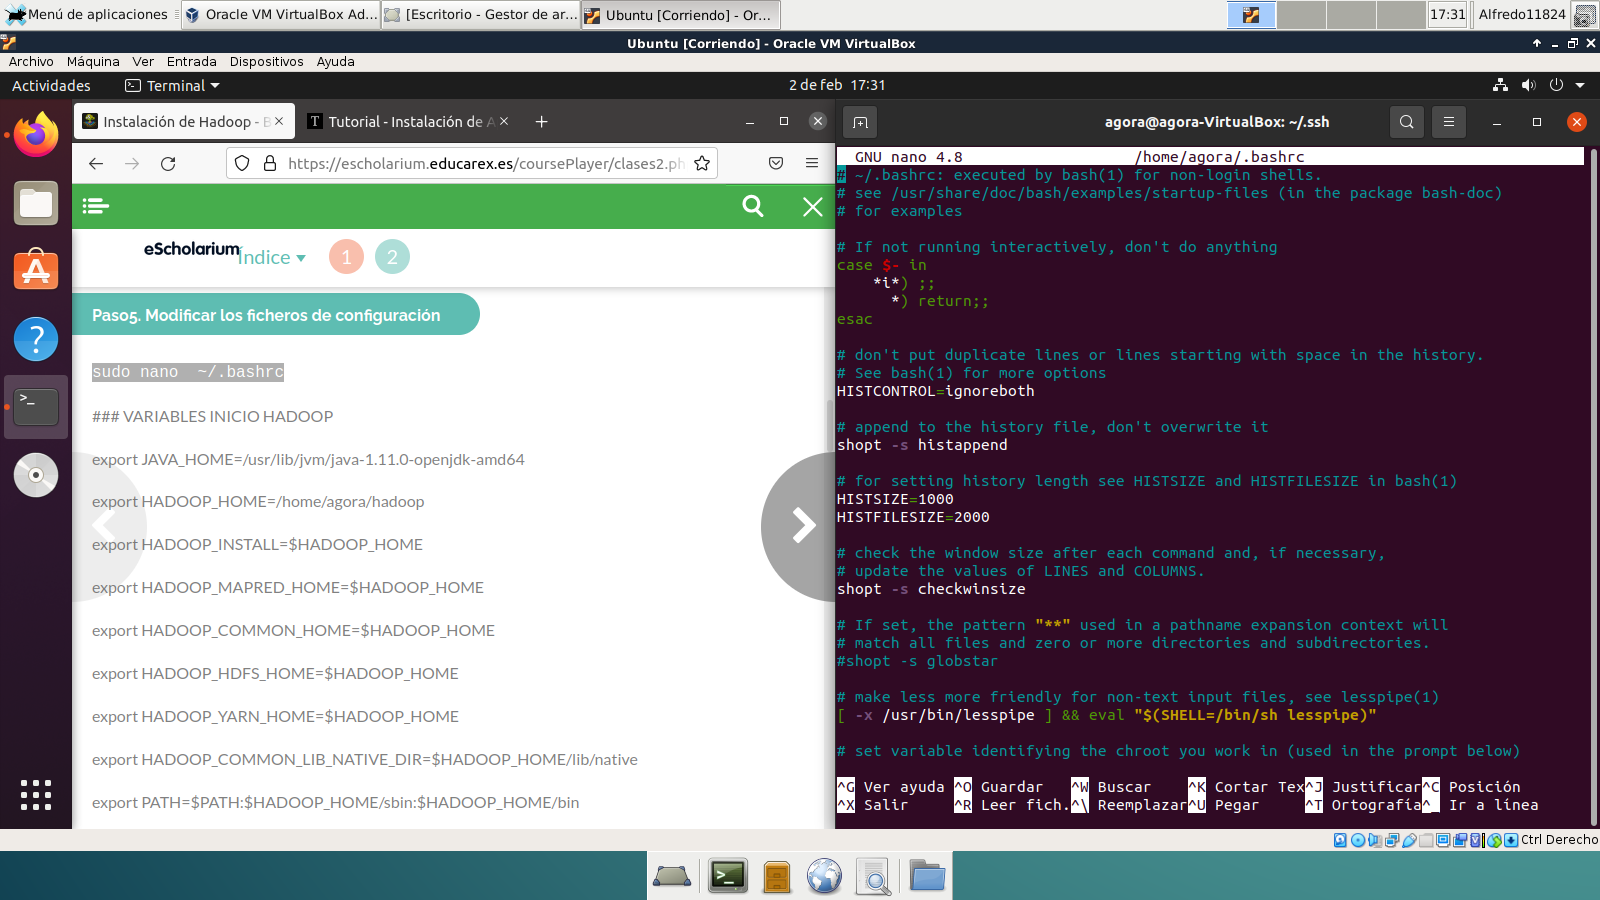 Menú de aplicaciones
Oracle VM VirtualBox Ad...
[Escritorio - Gestor de ar...
Ubuntu [Corriendo] - Or...
17:31
Alfredo11824
Ubuntu [Corriendo] - Oracle VM VirtualBox
Archivo Máquina Ver Entrada Dispositivos Ayuda
Actividades
Terminal
2 de feb 17:31
Instalación de Hadoop - B
Tutorial - Instalación de A
https://escholarium.educarex.es/coursePlayer/clases2.ph
eScholarium
Índice
1
2
Paso5. Modificar los ficheros de configuración
sudo nano ~/.bashrc
### VARIABLES INICIO HADOOP
export JAVA_HOME=/usr/lib/jvm/java-1.11.0-openjdk-amd64
export HADOOP_HOME=/home/agora/hadoop
export HADOOP_INSTALL=$HADOOP_HOME
export HADOOP_MAPRED_HOME=$HADOOP_HOME
export HADOOP_COMMON_HOME=$HADOOP_HOME
export HADOOP_HDFS_HOME=$HADOOP_HOME
export HADOOP_YARN_HOME=$HADOOP_HOME
export HADOOP_COMMON_LIB_NATIVE_DIR=$HADOOP_HOME/lib/native
export PATH=$PATH:$HADOOP_HOME/sbin:$HADOOP_HOME/bin
agora@agora-VirtualBox: ~/.ssh
GNU nano 4.8 /home/agora/.bashrc
# ~/.bashrc: executed by bash(1) for non-login shells.
# see /usr/share/doc/bash/examples/startup-files (in the package bash-doc)
# for examples
# If not running interactively, don't do anything
case $- in
*i*) ;;
*) return;;
esac
# don't put duplicate lines or lines starting with space in the history.
# See bash(1) for more options
HISTCONTROL=ignoreboth
# append to the history file, don't overwrite it
shopt -s histappend
# for setting history length see HISTSIZE and HISTFILESIZE in bash(1)
HISTSIZE=1000
HISTFILESIZE=2000
# check the window size after each command and, if necessary,
# update the values of LINES and COLUMNS.
shopt -s checkwinsize
# If set, the pattern "**" used in a pathname expansion context will
# match all files and zero or more directories and subdirectories.
#shopt -s globstar
# make less more friendly for non-text input files, see lesspipe(1)
[ -x /usr/bin/lesspipe ] && eval "$(SHELL=/bin/sh lesspipe)"
# set variable identifying the chroot you work in (used in the prompt below)
^G Ver ayuda ^O Guardar ^W Buscar ^K Cortar Tex ^J Justificar ^C Posición
^X Salir ^R Leer fich. ^\ Reemplazar ^U Pegar ^T Ortografía ^ Ir a línea
Ctrl Derecho